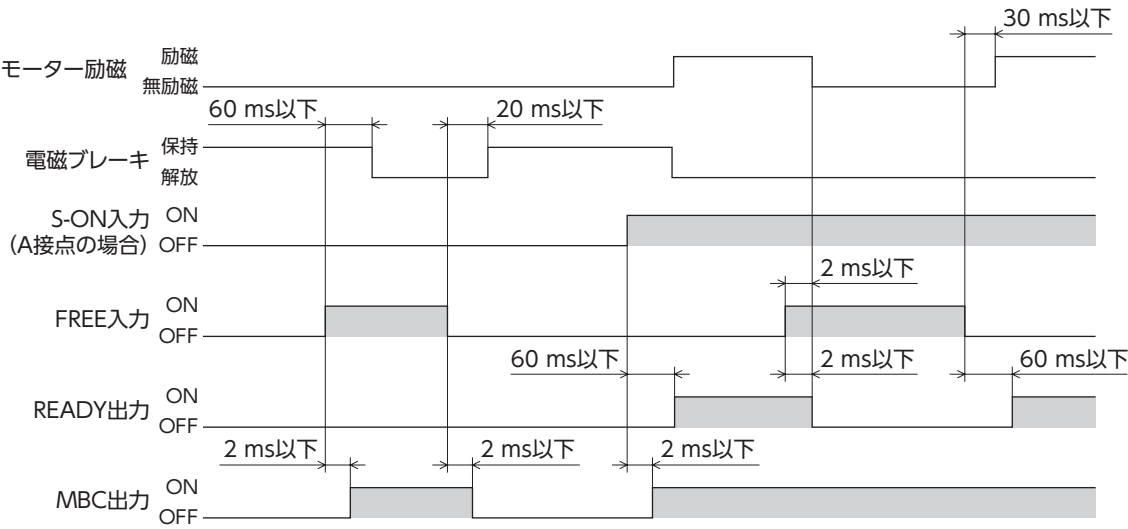 30 ms以下
モーター励磁
励磁
無励磁
60 ms以下
20 ms以下
電磁ブレーキ
保持
解放
S-ON入力
（A接点の場合）
ON
OFF
2 ms以下
FREE入力
ON
OFF
60 ms以下
2 ms以下
60 ms以下
READY出力
ON
OFF
2 ms以下
2 ms以下
2 ms以下
MBC出力
ON
OFF